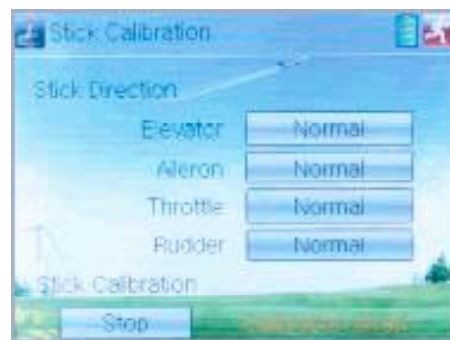 Stick Calibration
Stick Direction
Elevator Normal
Aileron Normal
Throttle Normal
Rudder Normal
Stick Calibration
Stop